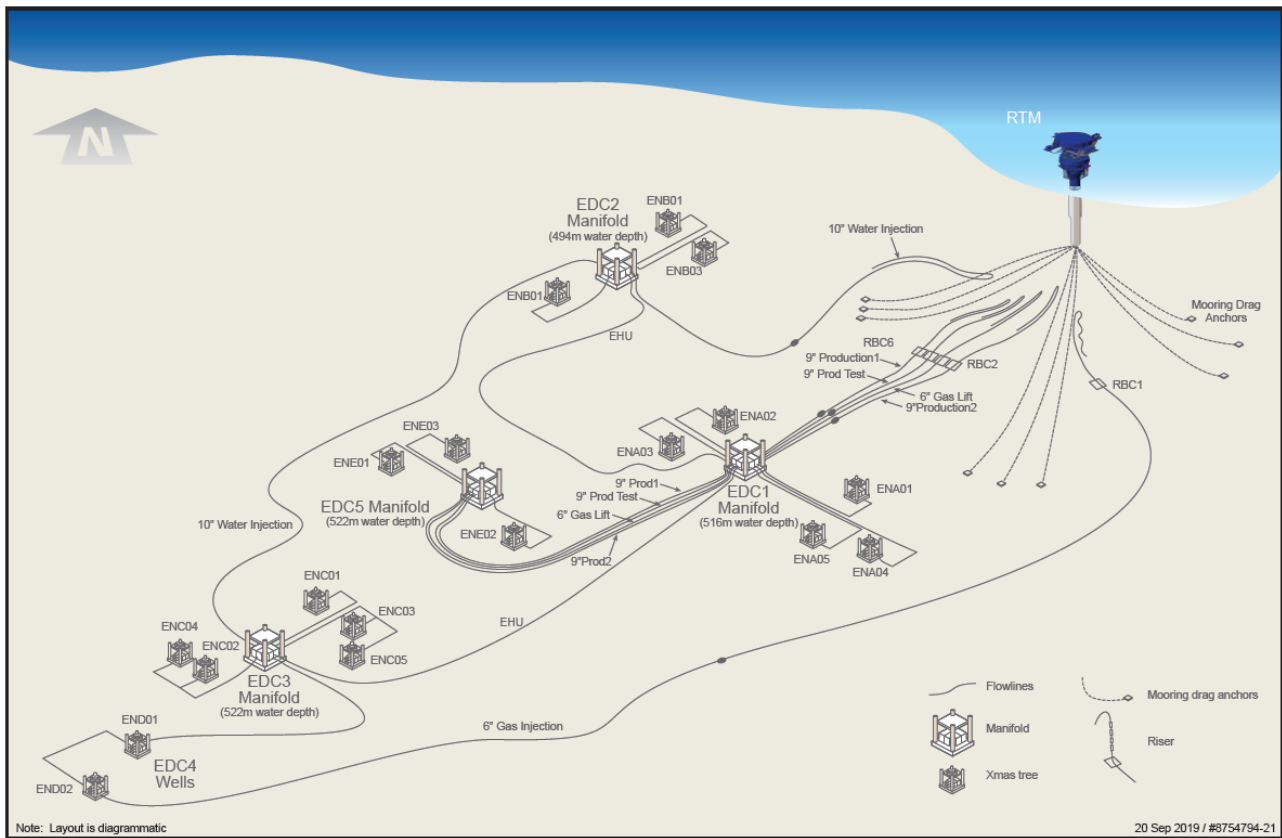 RTM
N
EDC2
Manifold
(494m water depth)
ENB01
ENB03
ENB01
10" Water Injection
EHU
Mooring Drag
Anchors
RBC6
9" Production1
RBC2
9" Prod Test
6" Gas Lift
9"Production2
RBC1
ENA02
ENA03
ENE03
ENE01
9" Prod1
9" Prod Test
6" Gas Lift
9"Prod2
EDC5 Manifold
(522m water depth)
ENE02
EDC1
Manifold
(516m water depth)
ENA01
ENA05
ENA04
10" Water Injection
ENC01
ENC03
ENC04
ENC02
ENC05
EHU
EDC3
Manifold
(522m water depth)
END01
6" Gas Injection
EDC4
Wells
END02
Flowlines
Manifold
Xmas tree
Mooring drag anchors
Riser
Note: Layout is diagrammatic
20 Sep 2019 / #8754794-21